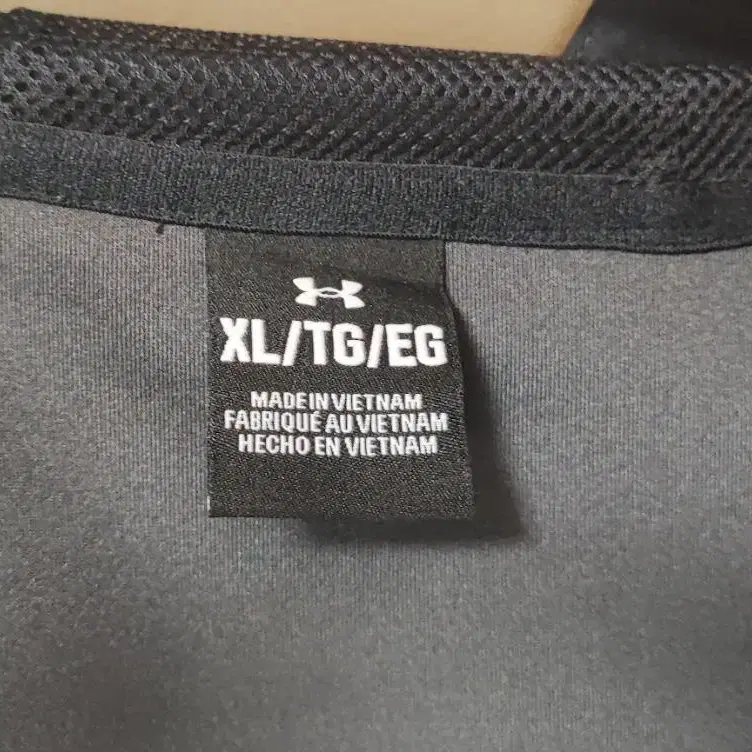 XL/TG/EG
MADE IN VIETNAM
FABRIQUÉ AU VIETNAM
HECHO EN VIETNAM